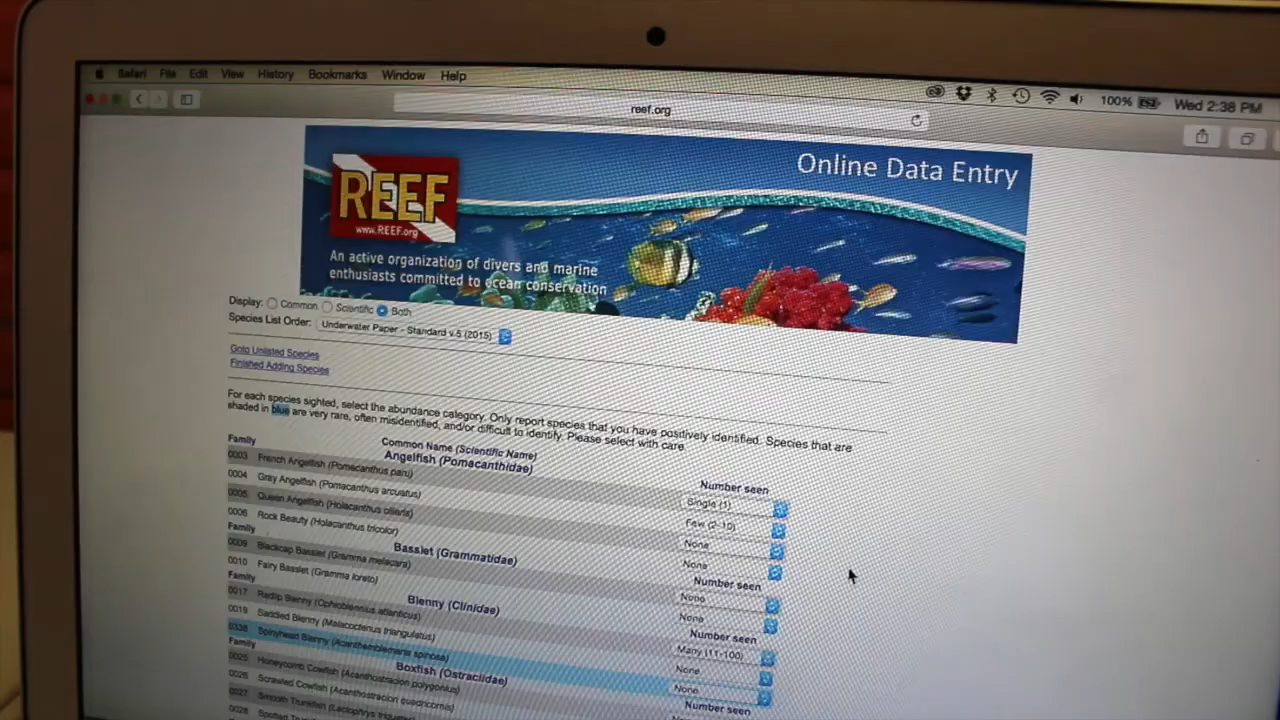 Safari File Edit View History Bookmarks Window Help
100% Wed 2:38 PM
reef.org
Online Data Entry
REEF
www.REEF.org
An active organization of divers and marine
enthusiasts committed to ocean conservation
Display: Common Scientific Both
Species List Order: Underwater Paper - Standard v.5 (2015)
Goto Unlisted Species
Finished Adding Species
For each species sighted, select the abundance category. Only report species that you have positively identified. Species that are
shaded in blue are very rare, often misidentified, and/or difficult to identify. Please select with care.
Family Common Name (Scientific Name)
Angelfish (Pomacanthidae) Number seen
0003 French Angelfish (Pomacanthus paru) Single (1)
0004 Gray Angelfish (Pomacanthus arcuatus) Few (2-10)
0005 Queen Angelfish (Holacanthus ciliaris) None
0006 Rock Beauty (Holacanthus tricolor) None
Family Basslet (Grammatidae) Number seen
0009 Blackcap Basslet (Gramma melacara) None
0010 Fairy Basslet (Gramma loreto) None
Family Blenny (Clinidae) Number seen
0017 Redlip Blenny (Ophioblennius atlanticus) Many (11-100)
0019 Saddled Blenny (Malacoctenus triangulatus) None
0338 Spinyhead Blenny (Acanthemblemaria spinosa) None
Family Boxfish (Ostraciidae) Number seen
0025 Honeycomb Cowfish (Acanthostracion polygonius)
0026 Scrawled Cowfish (Acanthostracion quadricornis)
0027 Smooth Trunkfish (Lactophrys
0028 Spotted